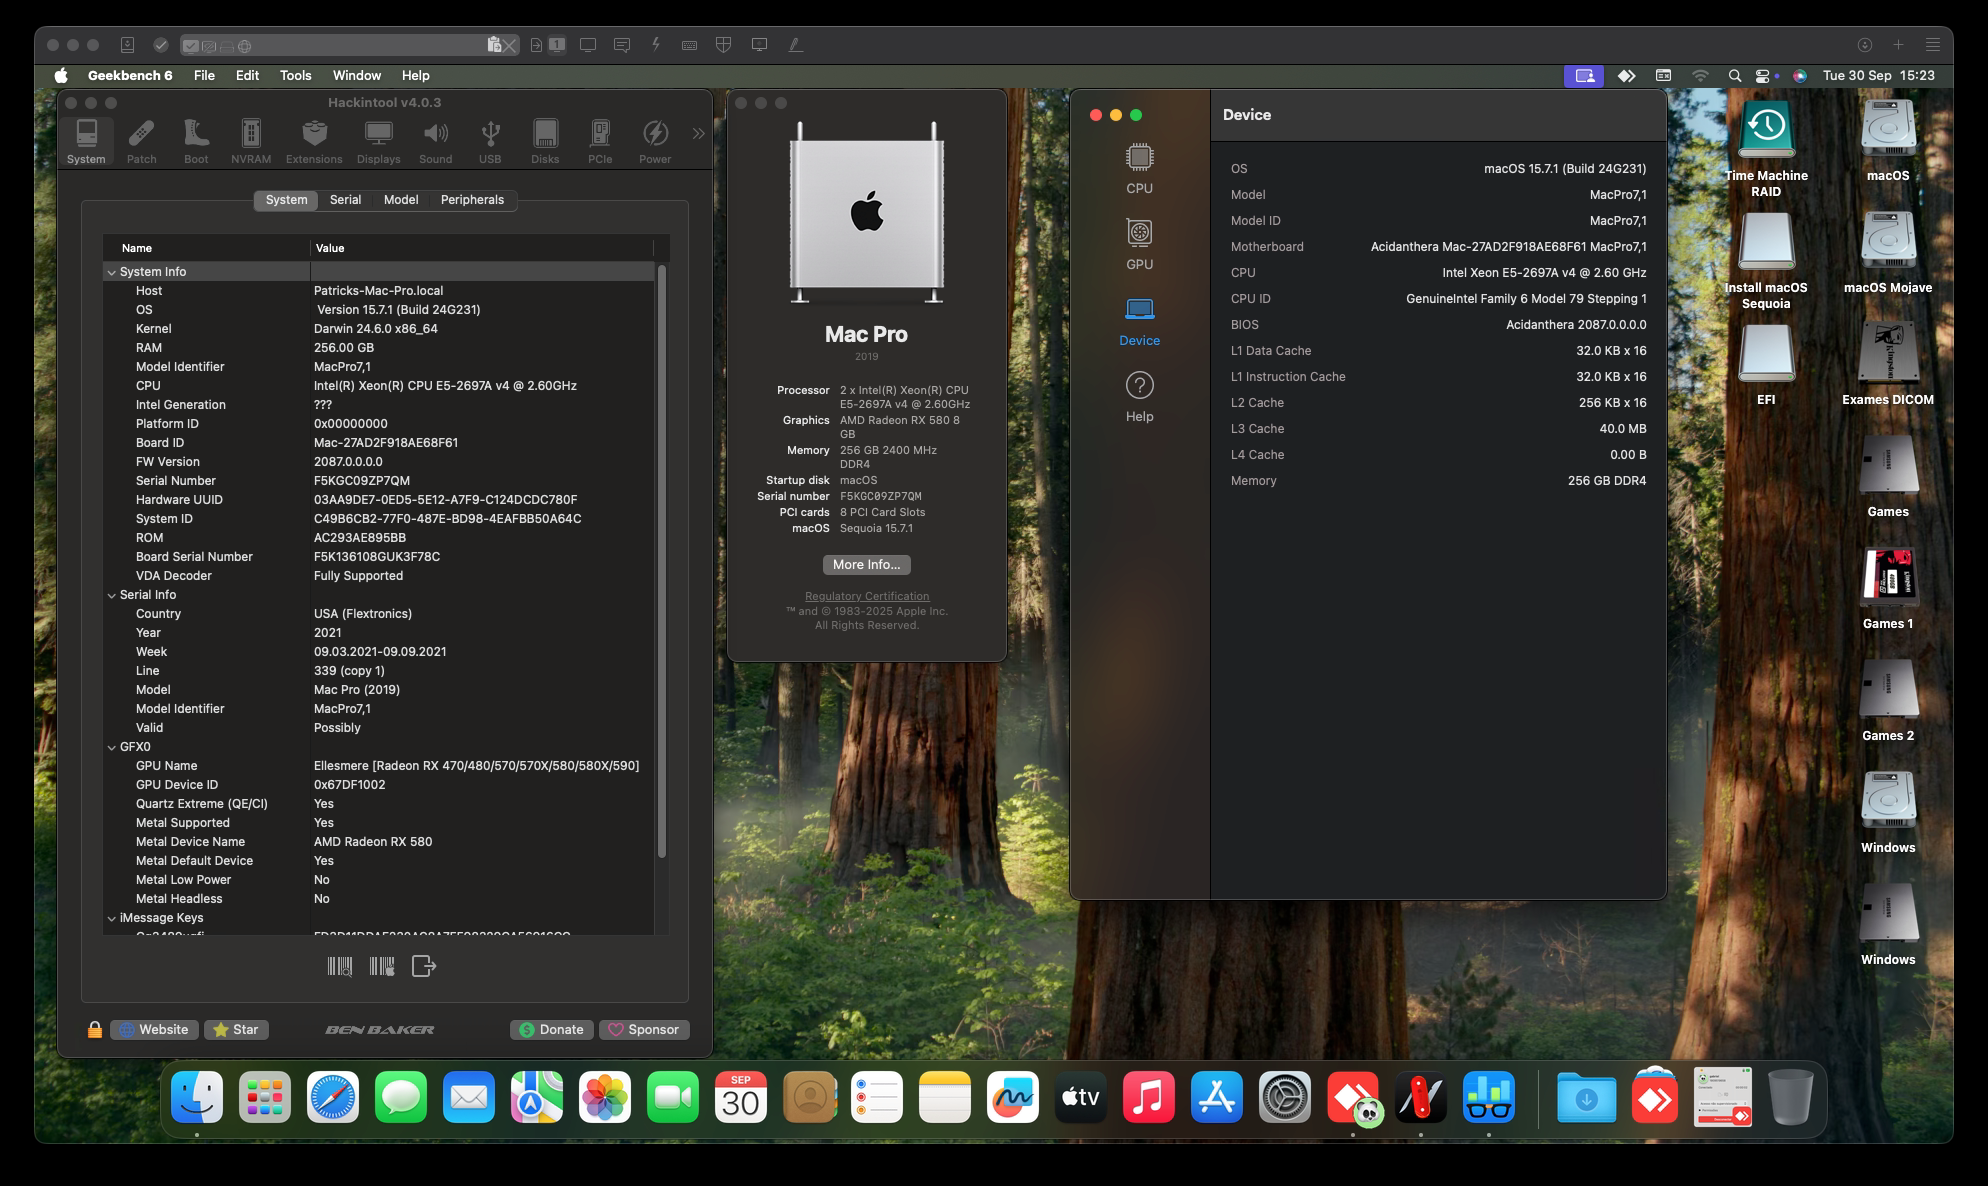 1
Geekbench 6 File Edit Tools Window Help
Tue 30 Sep 15:23
Hackintool v4.0.3
System Patch Boot NVRAM Extensions Displays Sound USB Disks PCIe Power
System Serial Model Peripherals
Name Value
System Info
Host Patricks-Mac-Pro.local
OS Version 15.7.1 (Build 24G231)
Kernel Darwin 24.6.0 x86_64
RAM 256.00 GB
Model Identifier MacPro7,1
CPU Intel(R) Xeon(R) CPU E5-2697A v4 @ 2.60GHz
Intel Generation ???
Platform ID 0x00000000
Board ID Mac-27AD2F918AE68F61
FW Version 2087.0.0.0.0
Serial Number F5KGC09ZP7QM
Hardware UUID 03AA9DE7-0ED5-5E12-A7F9-C124DCDC780F
System ID C49B6CB2-77F0-487E-BD98-4EAFBB50A64C
ROM AC293AE895BB
Board Serial Number F5K136108GUK3F78C
VDA Decoder Fully Supported
Serial Info
Country USA (Flextronics)
Year 2021
Week 09.03.2021-09.09.2021
Line 339 (copy 1)
Model Mac Pro (2019)
Model Identifier MacPro7,1
Valid Possibly
GFX0
GPU Name Ellesmere [Radeon RX 470/480/570/570X/580/580X/590]
GPU Device ID 0x67DF1002
Quartz Extreme (QE/CI) Yes
Metal Supported Yes
Metal Device Name AMD Radeon RX 580
Metal Default Device Yes
Metal Low Power No
Metal Headless No
iMessage Keys
Website Star BEN BAKER Donate Sponsor
Mac Pro
2019
Processor 2 x Intel(R) Xeon(R) CPU
E5-2697A v4 @ 2.60GHz
Graphics AMD Radeon RX 580 8
GB
Memory 256 GB 2400 MHz
DDR4
Startup disk macOS
Serial number F5KGC09ZP7QM
PCI cards 8 PCI Card Slots
macOS Sequoia 15.7.1
More Info...
Regulatory Certification
™ and © 1983-2025 Apple Inc.
All Rights Reserved.
CPU
GPU
Device
Help
Device
OS macOS 15.7.1 (Build 24G231)
Model MacPro7,1
Model ID MacPro7,1
Motherboard Acidanthera Mac-27AD2F918AE68F61 MacPro7,1
CPU Intel Xeon E5-2697A v4 @ 2.60 GHz
CPU ID GenuineIntel Family 6 Model 79 Stepping 1
BIOS Acidanthera 2087.0.0.0.0
L1 Data Cache 32.0 KB x 16
L1 Instruction Cache 32.0 KB x 16
L2 Cache 256 KB x 16
L3 Cache 40.0 MB
L4 Cache 0.00 B
Memory 256 GB DDR4
Time Machine
RAID
macOS
Install macOS
Sequoia
macOS Mojave
EFI
Exames DICOM
Games
Games 1
Games 2
Windows
Windows
SEP
30
tv